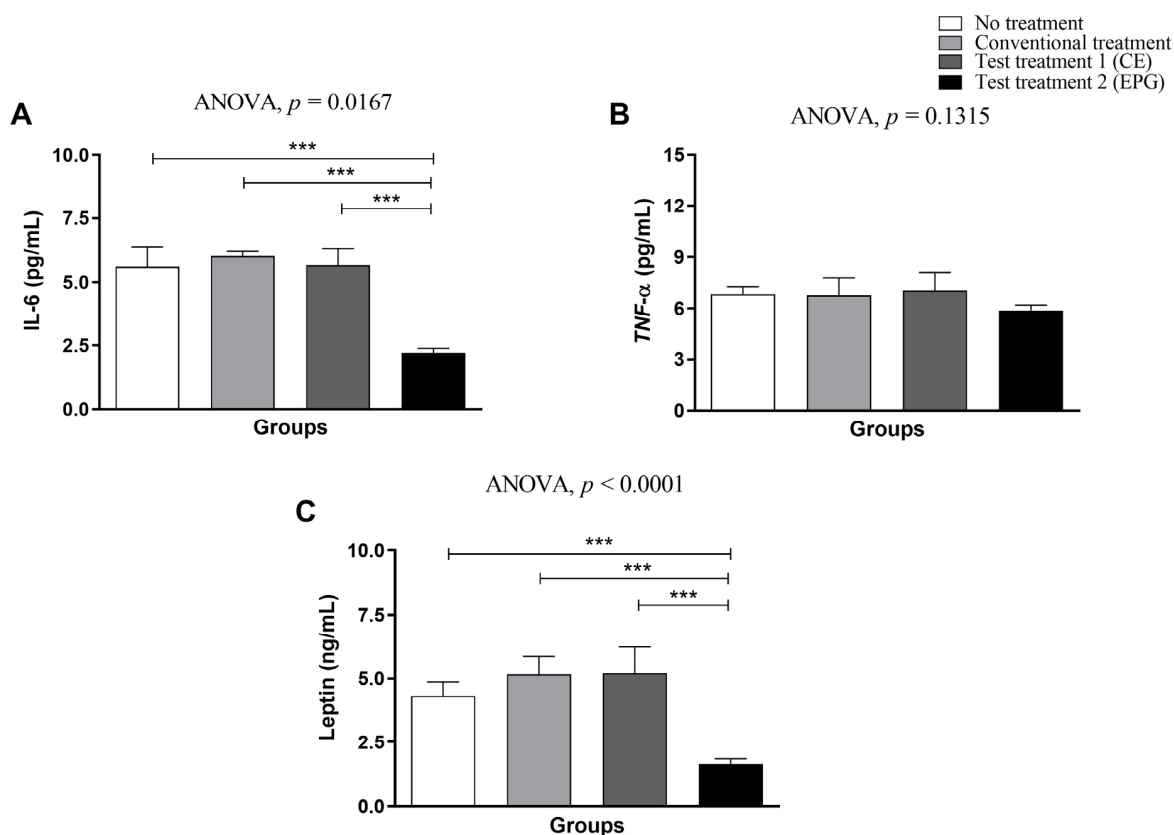 No treatment
Conventional treatment
Test treatment 1 (CE)
Test treatment 2 (EPG)
A
ANOVA, p = 0.0167
IL-6 (pg/mL)
10.0
7.5
5.0
2.5
0.0
***
***
***
Groups
B
ANOVA, p = 0.1315
TNF-α (pg/mL)
15
12
9
6
3
0
Groups
C
ANOVA, p < 0.0001
Leptin (ng/mL)
10.0
7.5
5.0
2.5
0.0
***
***
***
Groups